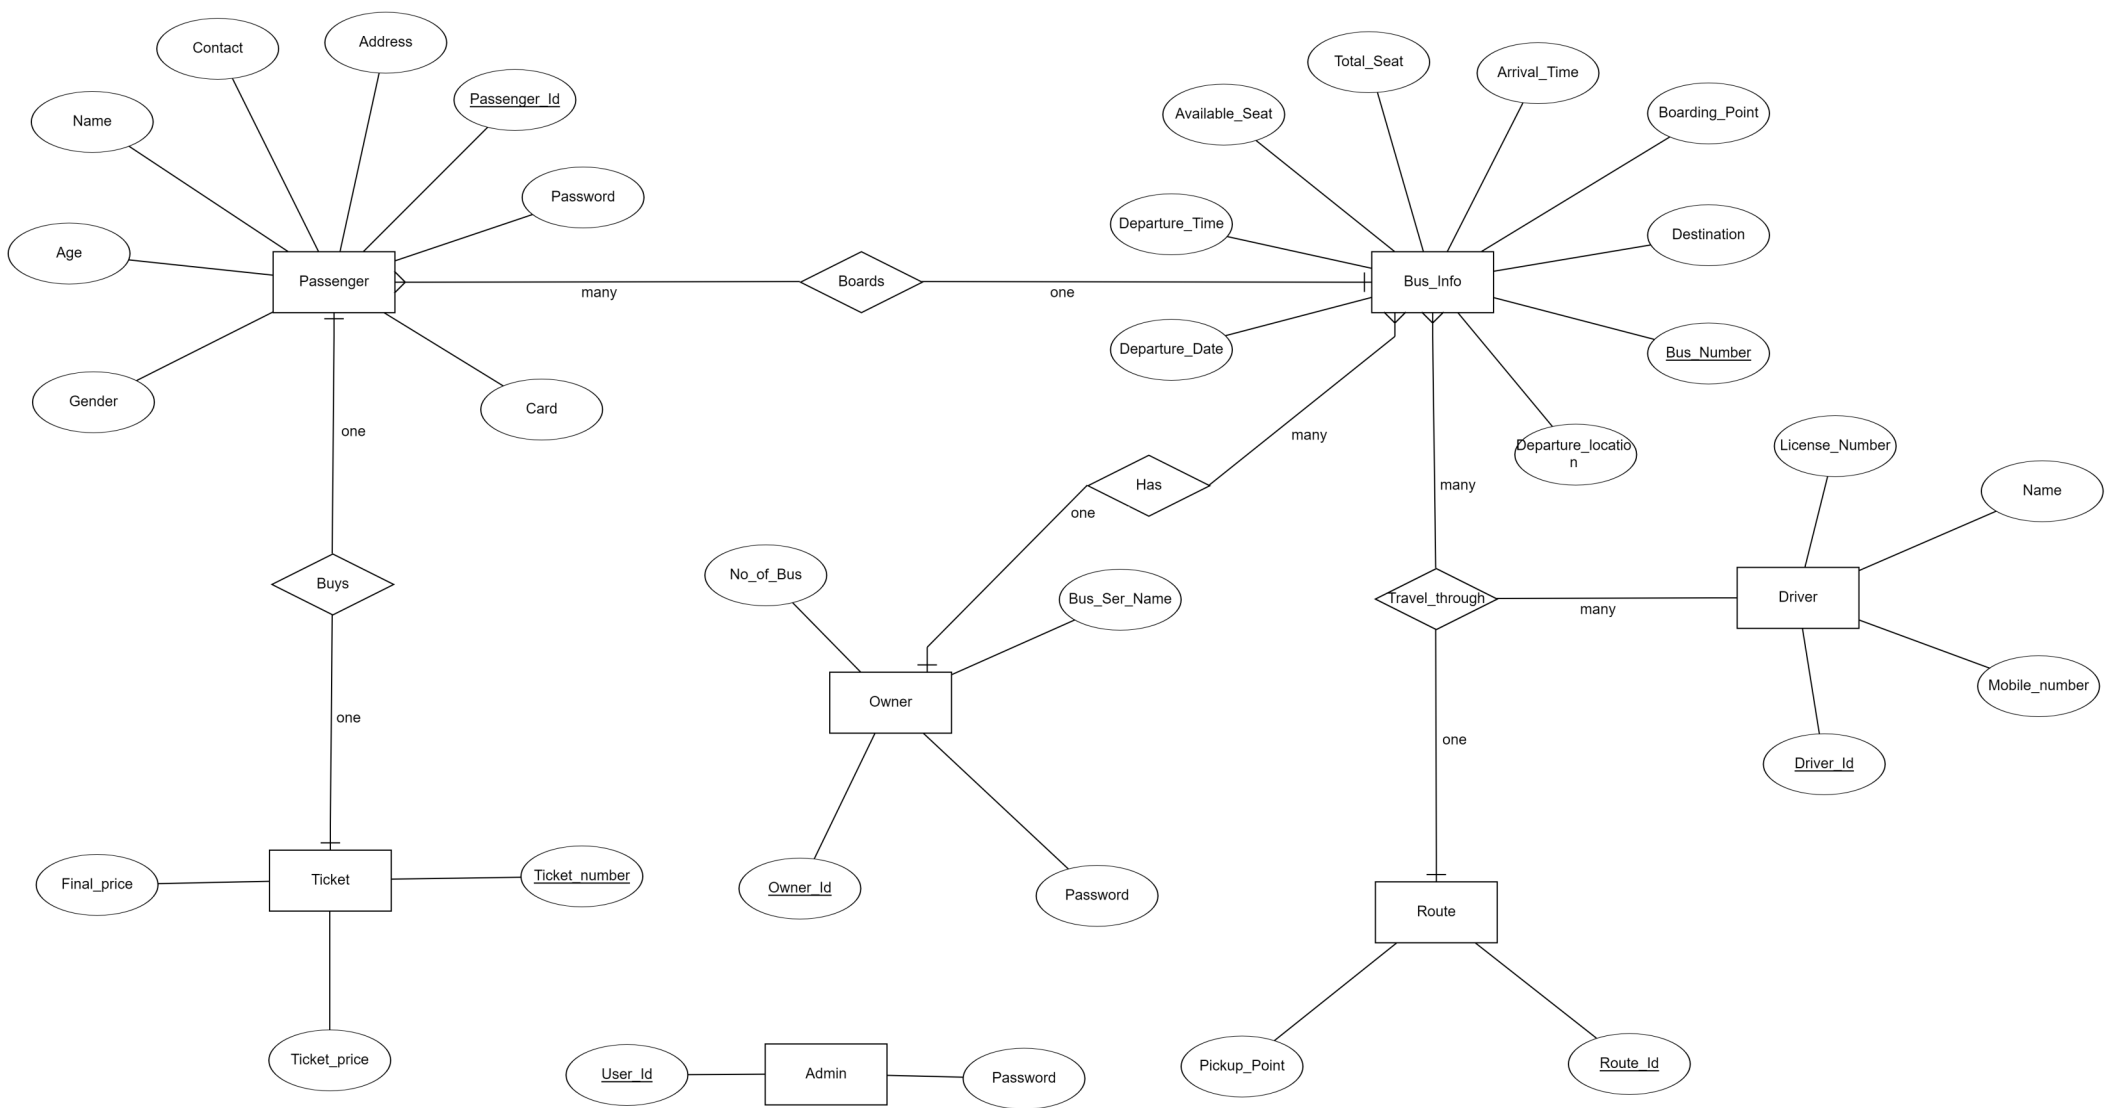 Address
Contact
Total_Seat
Arrival_Time
Passenger_Id
Available_Seat
Boarding_Point
Name
Password
Departure_Time
Destination
Age
Passenger
many
Boards
one
Bus_Info
Departure_Date
Bus_Number
Gender
Card
one
many
Departure_locatio
n
License_Number
Has
many
Name
one
No_of_Bus
Bus_Ser_Name
Buys
Travel_through
many
Driver
Owner
Mobile_number
one
one
Driver_Id
Final_price
Ticket
Ticket_number
Owner_Id
Password
Route
Ticket_price
User_Id
Admin
Password
Pickup_Point
Route_Id